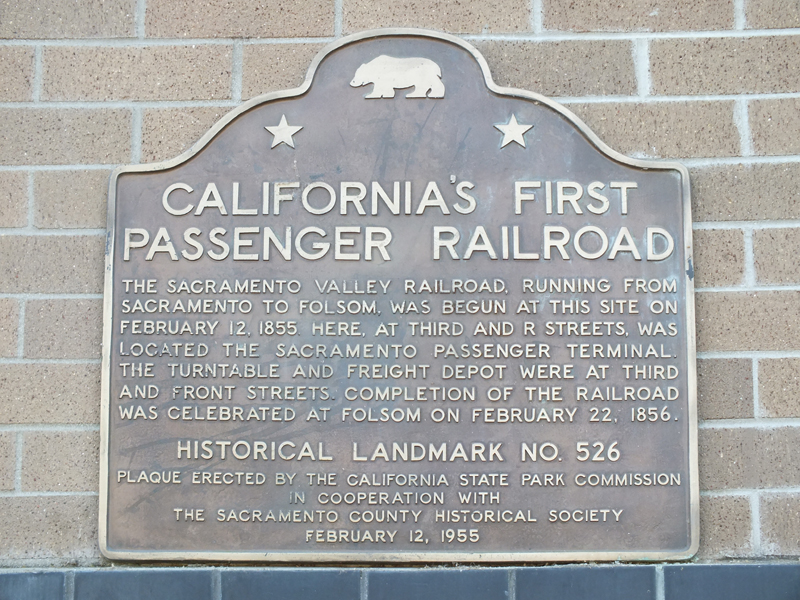 CALIFORNIA'S FIRST
PASSENGER RAILROAD
THE SACRAMENTO VALLEY RAILROAD, RUNNING FROM
SACRAMENTO TO FOLSOM, WAS BEGUN AT THIS SITE ON
FEBRUARY 12, 1855. HERE, AT THIRD AND R STREETS, WAS
LOCATED THE SACRAMENTO PASSENGER TERMINAL.
THE TURNTABLE AND FREIGHT DEPOT WERE AT THIRD
AND FRONT STREETS. COMPLETION OF THE RAILROAD
WAS CELEBRATED AT FOLSOM ON FEBRUARY 22, 1856.
HISTORICAL LANDMARK NO. 526
PLAQUE ERECTED BY THE CALIFORNIA STATE PARK COMMISSION
IN COOPERATION WITH
THE SACRAMENTO COUNTY HISTORICAL SOCIETY
FEBRUARY 12, 1955